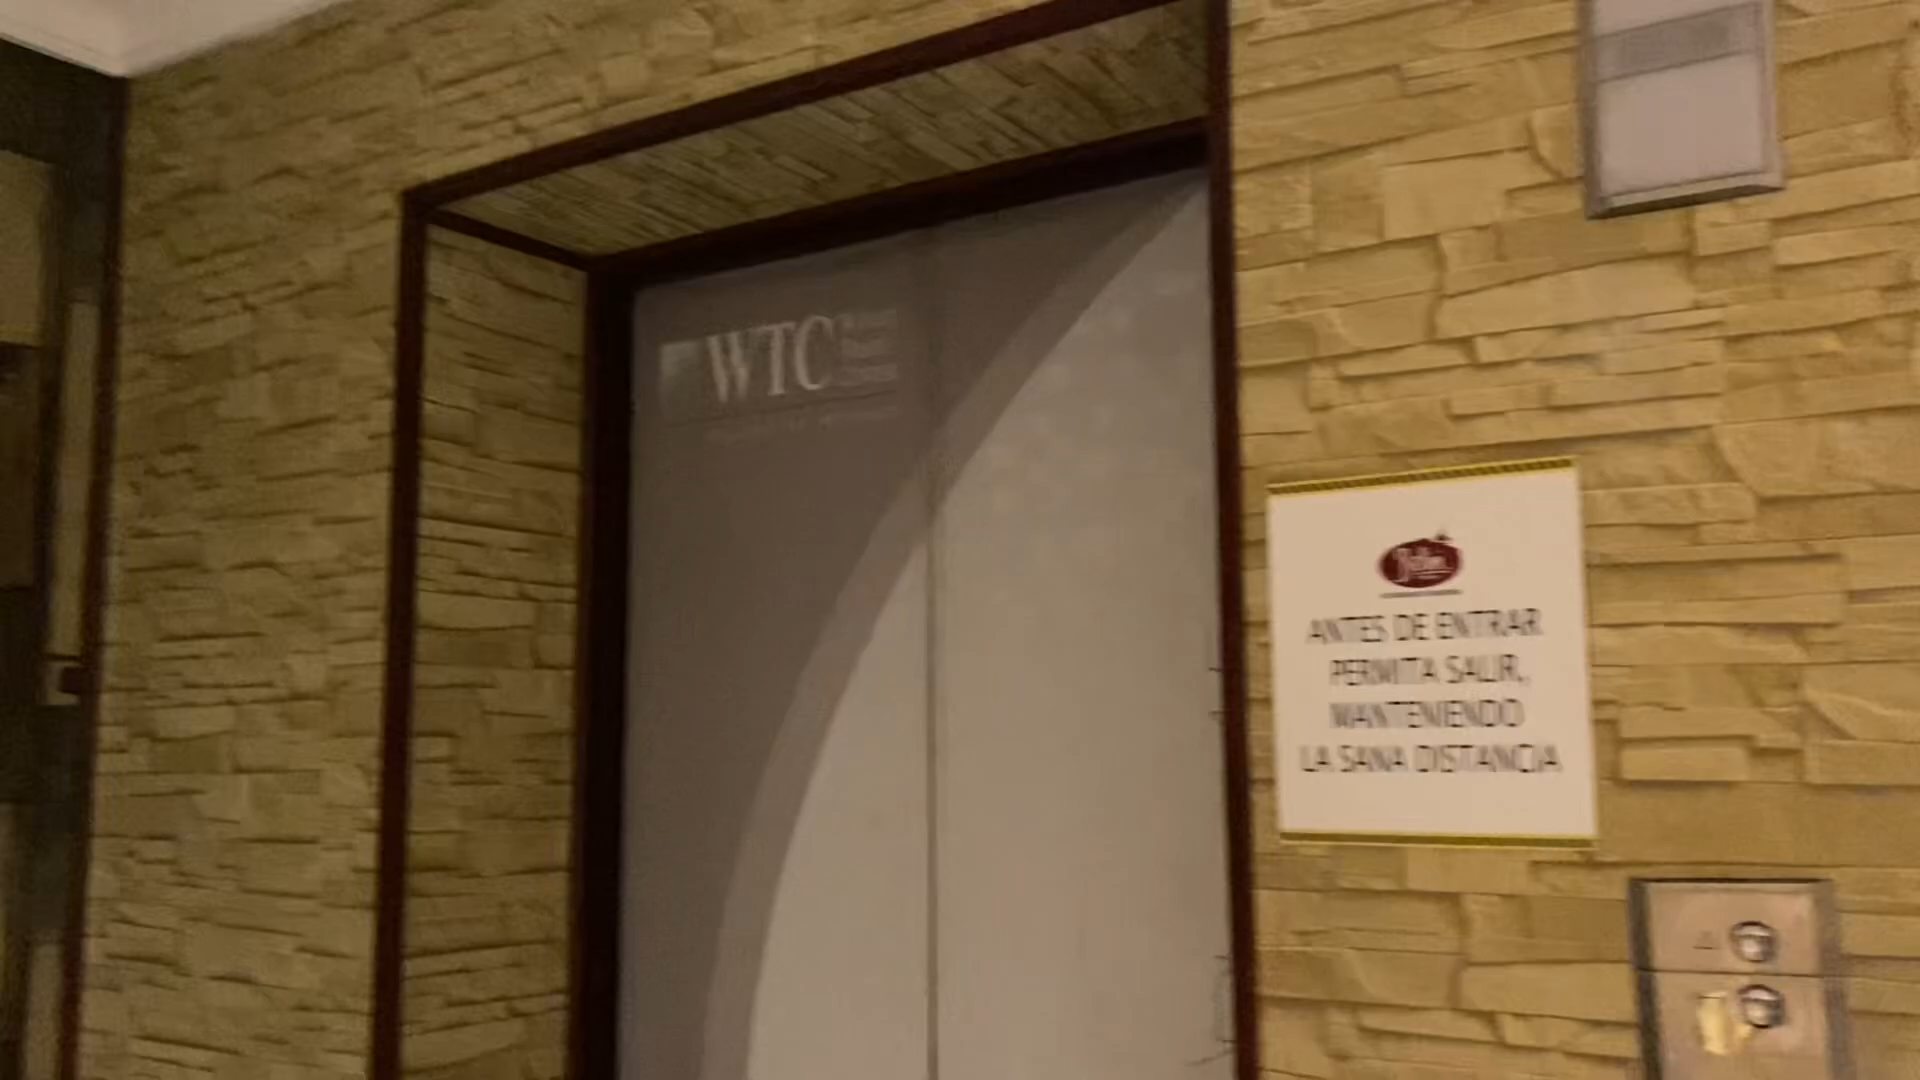 WTC
ANTES DE ENTRAR
PERMITA SALIR,
MANTENIENDO
LA SANA DISTANCIA